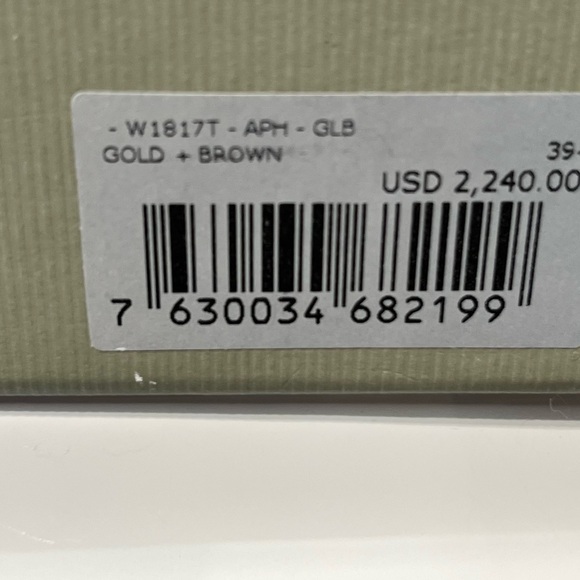 - W1817T - APH - GLB
GOLD + BROWN 39-
USD 2,240.00
7 630034 682199